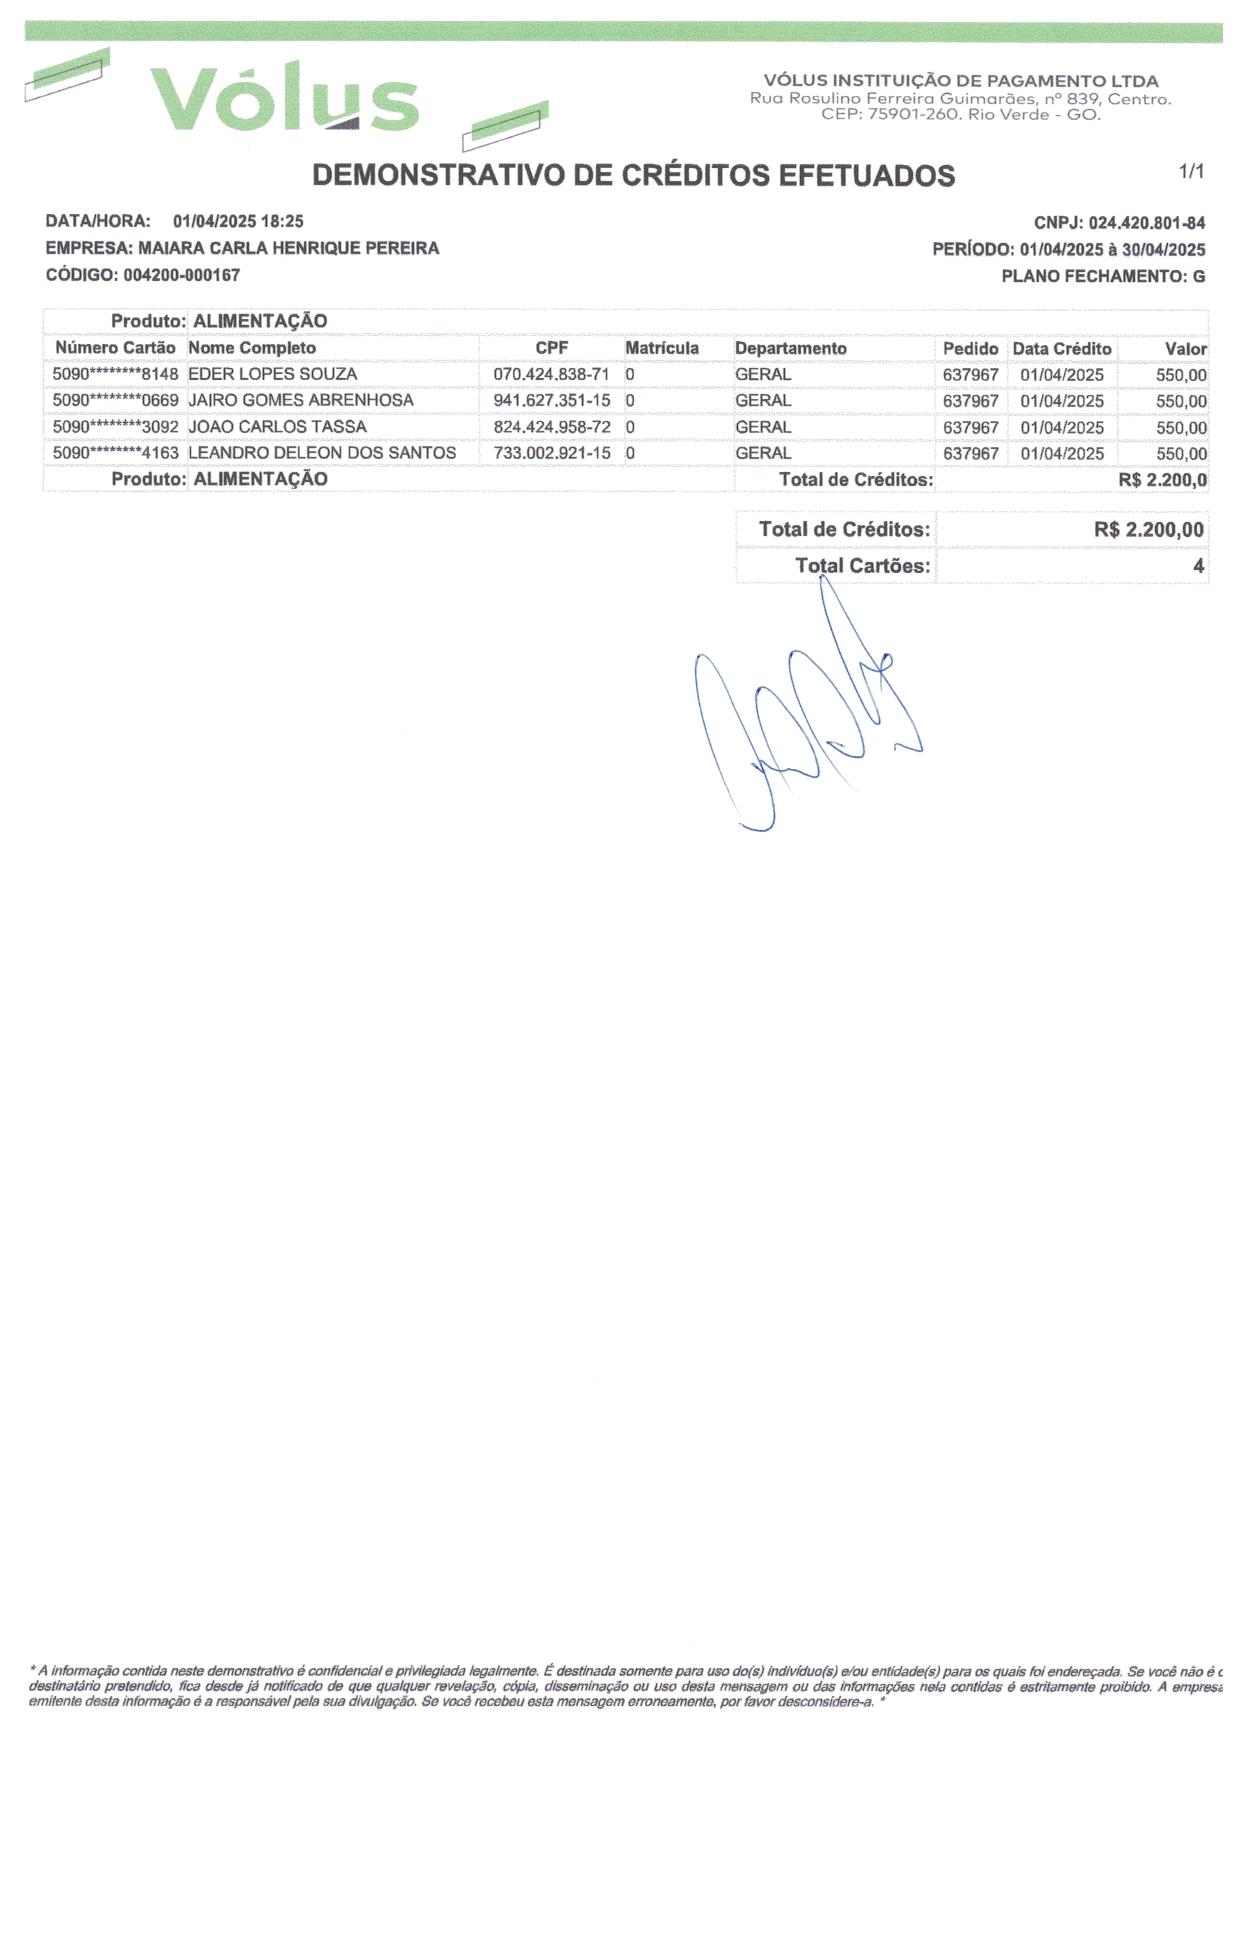 Vólus
VÓLUS INSTITUIÇÃO DE PAGAMENTO LTDA
Rua Rosulino Ferreira Guimarães, nº 839, Centro.
CEP: 75901-260. Rio Verde - GO.
DEMONSTRATIVO DE CRÉDITOS EFETUADOS 1/1
DATA/HORA: 01/04/2025 18:25 CNPJ: 024.420.801-84
EMPRESA: MAIARA CARLA HENRIQUE PEREIRA PERÍODO: 01/04/2025 à 30/04/2025
CÓDIGO: 004200-000167 PLANO FECHAMENTO: G
Produto: ALIMENTAÇÃO
Número Cartão Nome Completo CPF Matrícula Departamento Pedido Data Crédito Valor
5090********8148 EDER LOPES SOUZA 070.424.838-71 0 GERAL 637967 01/04/2025 550,00
5090********0669 JAIRO GOMES ABRENHOSA 941.627.351-15 0 GERAL 637967 01/04/2025 550,00
5090********3092 JOAO CARLOS TASSA 824.424.958-72 0 GERAL 637967 01/04/2025 550,00
5090********4163 LEANDRO DELEON DOS SANTOS 733.002.921-15 0 GERAL 637967 01/04/2025 550,00
Produto: ALIMENTAÇÃO Total de Créditos: R$ 2.200,0
Total de Créditos: R$ 2.200,00
Total Cartões: 4
* A informação contida neste demonstrativo é confidencial e privilegiada legalmente. É destinada somente para uso do(s) indivíduo(s) e/ou entidade(s) para os quais foi endereçada. Se você não é o
destinatário pretendido, fica desde já notificado de que qualquer revelação, cópia, disseminação ou uso desta mensagem ou das informações nela contidas é estritamente proibido. A empresa
emitente desta informação é a responsável pela sua divulgação. Se você recebeu esta mensagem erroneamente, por favor desconsidere-a. *